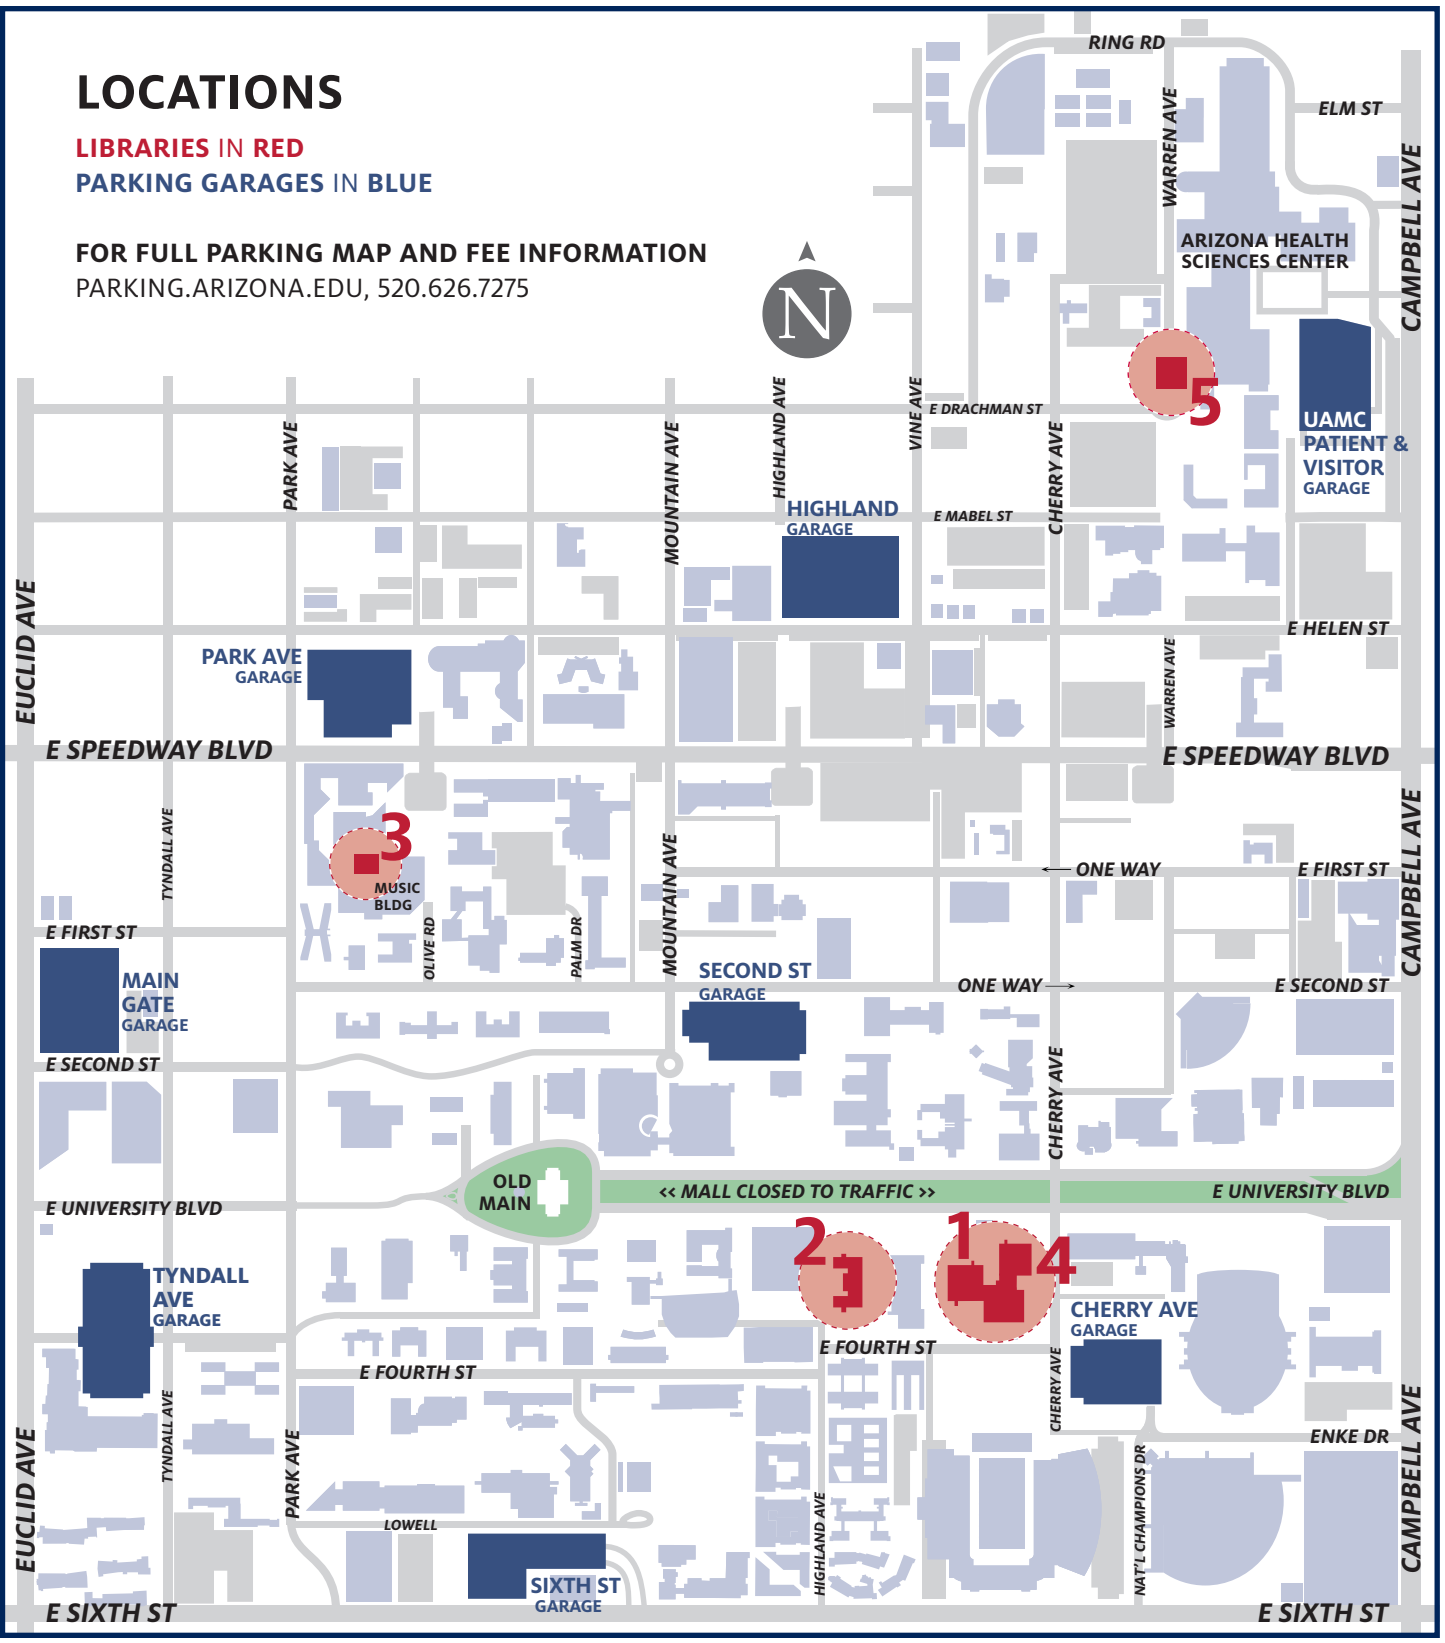 LOCATIONS
LIBRARIES IN RED
PARKING GARAGES IN BLUE
FOR FULL PARKING MAP AND FEE INFORMATION
PARKING.ARIZONA.EDU, 520.626.7275
N
RING RD
ELM ST
WARREN AVE
CAMPBELL AVE
ARIZONA HEALTH
SCIENCES CENTER
5
E DRACHMAN ST
UAMC
PATIENT &
VISITOR
GARAGE
PARK AVE
MOUNTAIN AVE
HIGHLAND AVE
VINE AVE
CHERRY AVE
HIGHLAND
GARAGE
E MABEL ST
EUCLID AVE
E HELEN ST
PARK AVE
GARAGE
WARREN AVE
E SPEEDWAY BLVD
E SPEEDWAY BLVD
TYNDALL AVE
3
MUSIC
BLDG
MOUNTAIN AVE
CAMPBELL AVE
ONE WAY
E FIRST ST
E FIRST ST
OLIVE RD
PALM DR
MAIN
GATE
GARAGE
SECOND ST
GARAGE
ONE WAY
E SECOND ST
E SECOND ST
CHERRY AVE
OLD
MAIN
<< MALL CLOSED TO TRAFFIC >>
E UNIVERSITY BLVD
E UNIVERSITY BLVD
2
1
4
TYNDALL
AVE
GARAGE
CHERRY AVE
GARAGE
E FOURTH ST
E FOURTH ST
CHERRY AVE
TYNDALL AVE
EUCLID AVE
PARK AVE
ENKE DR
CAMPBELL AVE
NAT'L CHAMPIONS DR
HIGHLAND AVE
LOWELL
SIXTH ST
GARAGE
E SIXTH ST
E SIXTH ST